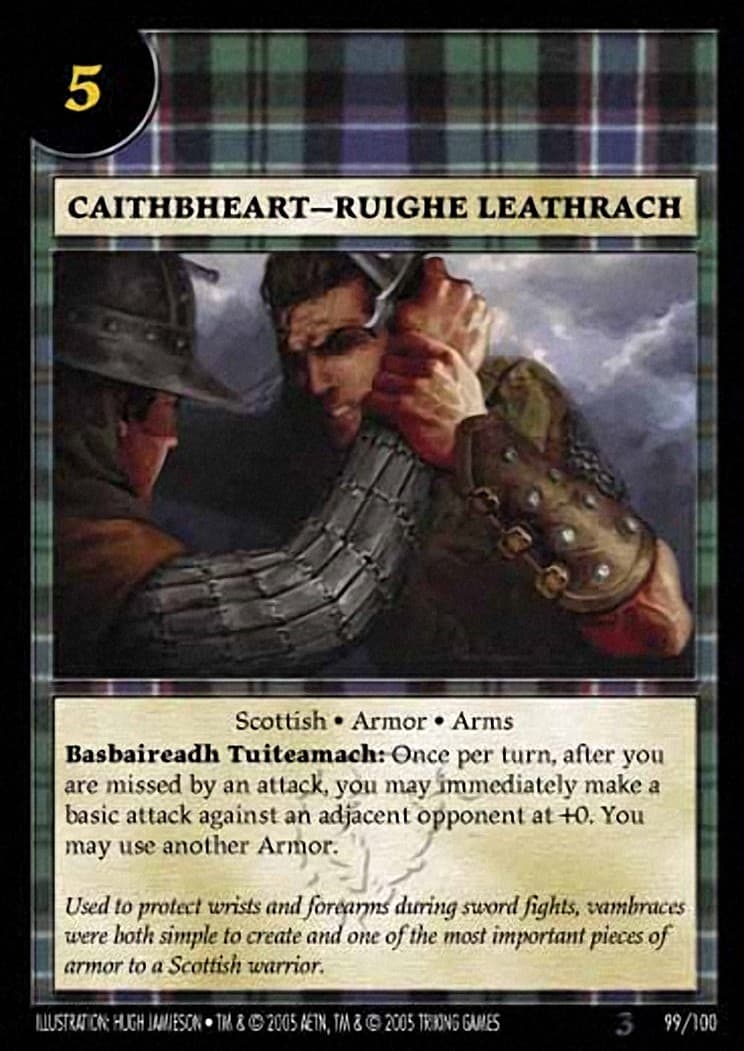 5
CAITHBHEART–RUIGHE LEATHRACH
Scottish • Armor • Arms
Basbaireadh Tuiteamach: Once per turn, after you
are missed by an attack, you may immediately make a
basic attack against an adjacent opponent at +0. You
may use another Armor.
Used to protect wrists and forearms during sword fights, vambraces
were both simple to create and one of the most important pieces of
armor to a Scottish warrior.
ILLUSTRATION: HUGH JAMIESON • TM & © 2005 AETN, TM & © 2005 TRIKING GAMES 3 99/100